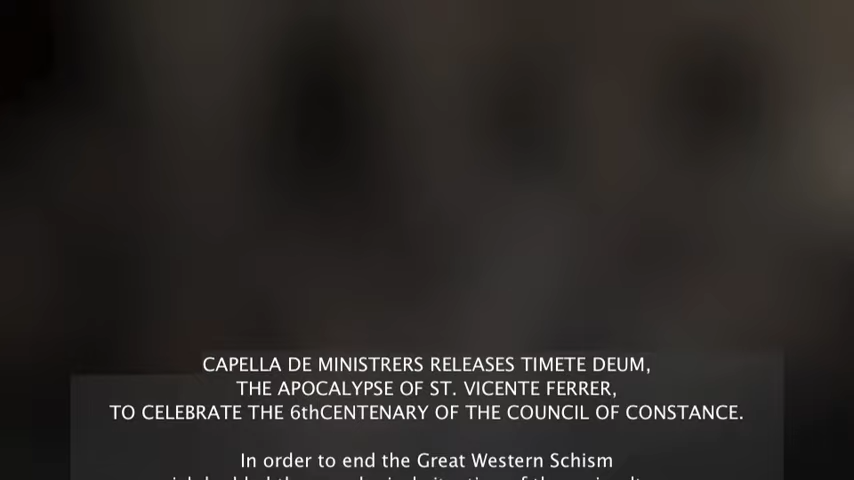 CAPELLA DE MINISTRERS RELEASES TIMETE DEUM,
THE APOCALYPSE OF ST. VICENTE FERRER,
TO CELEBRATE THE 6thCENTENARY OF THE COUNCIL OF CONSTANCE.
In order to end the Great Western Schism